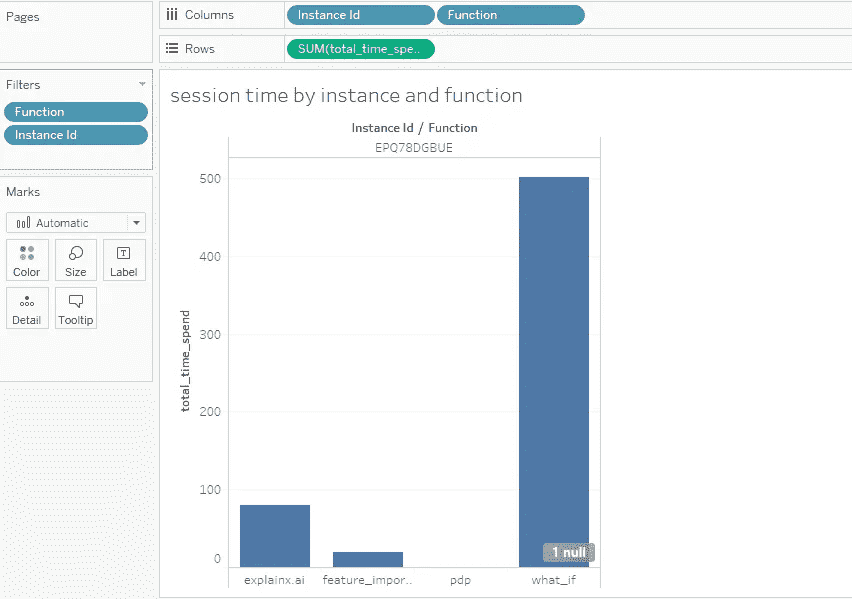 Pages
Columns
Instance Id
Function
Rows
SUM(total_time_spe..
Filters
Function
Instance Id
Marks
Automatic
Color
Size
Label
Detail
Tooltip
session time by instance and function
Instance Id / Function
EPQ78DGBUE
total_time_spend
500
400
300
200
100
0
1 null
explainx.ai
feature_impor..
pdp
what_if